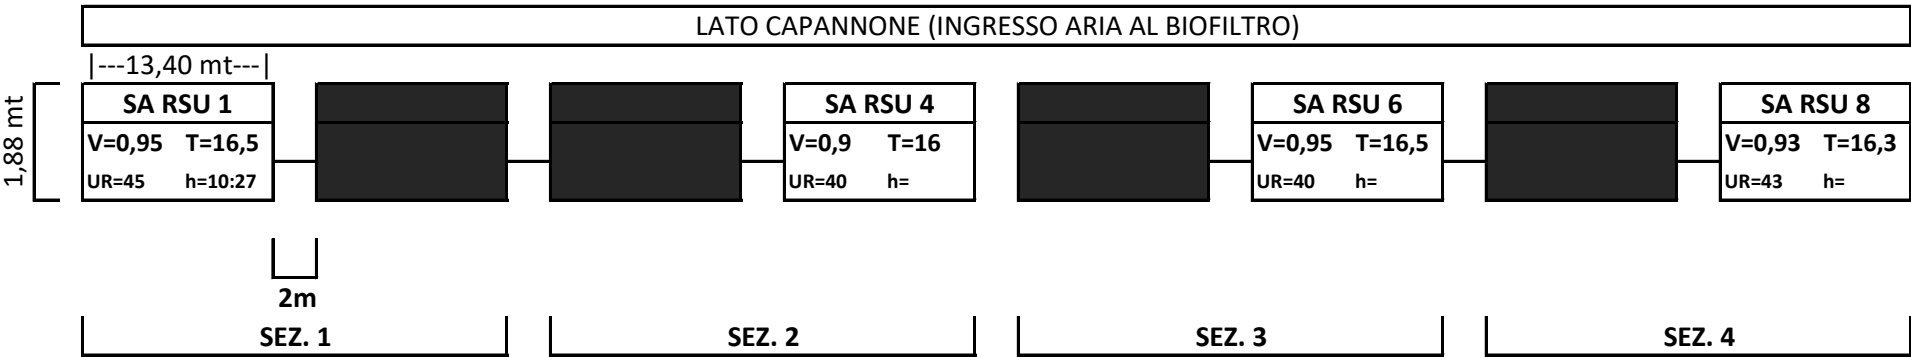 LATO CAPANNONE (INGRESSO ARIA AL BIOFILTRO)
|---13,40 mt---|
1,88 mt
SA RSU 1
V=0,95 T=16,5
UR=45 h=10:27
SA RSU 4
V=0,9 T=16
UR=40 h=
SA RSU 6
V=0,95 T=16,5
UR=40 h=
SA RSU 8
V=0,93 T=16,3
UR=43 h=
2m
SEZ. 1
SEZ. 2
SEZ. 3
SEZ. 4